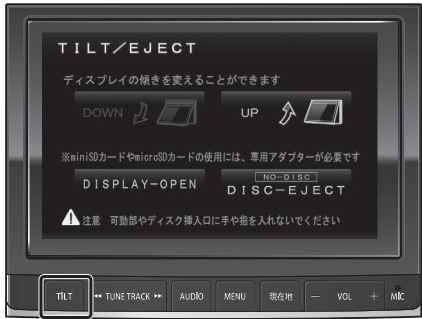 TILT/EJECT
ディスプレイの傾きを変えることができます
DOWN UP
※miniSDカードやmicroSDカードの使用には、専用アダプターが必要です
DISPLAY-OPEN
NO-DISC
DISC-EJECT
注意 可動部やディスク挿入口に手や指を入れないでください
TILT ◀◀ TUNE TRACK ▶▶ AUDIO MENU 現在地 － VOL ＋ MIC